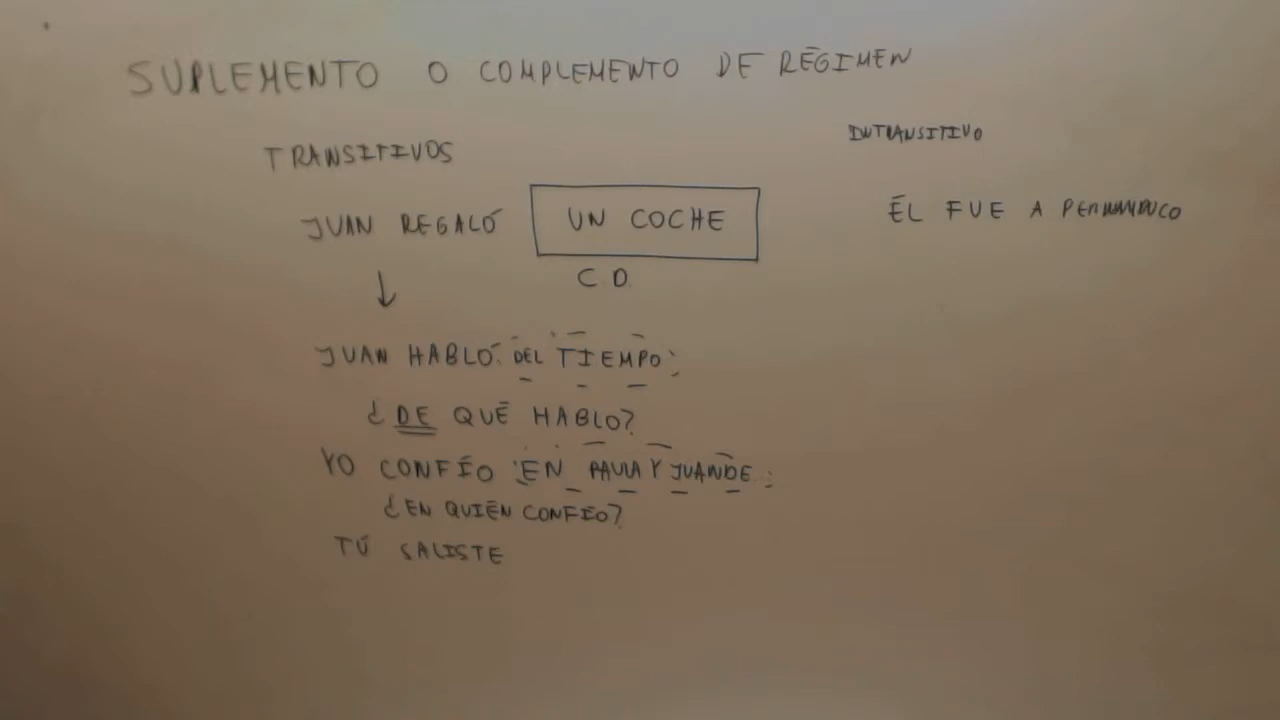 SUPLEMENTO O COMPLEMENTO DE RÉGIMEN
TRANSITIVOS
JUAN REGALÓ UN COCHE
C D
JUAN HABLÓ DEL TIEMPO
¿DE QUÉ HABLO?
YO CONFÍO EN PAULA Y JUANDE
¿EN QUIÉN CONFÍO?
TÚ SALISTE
INTRANSITIVO
ÉL FUE A PERNAMBUCO